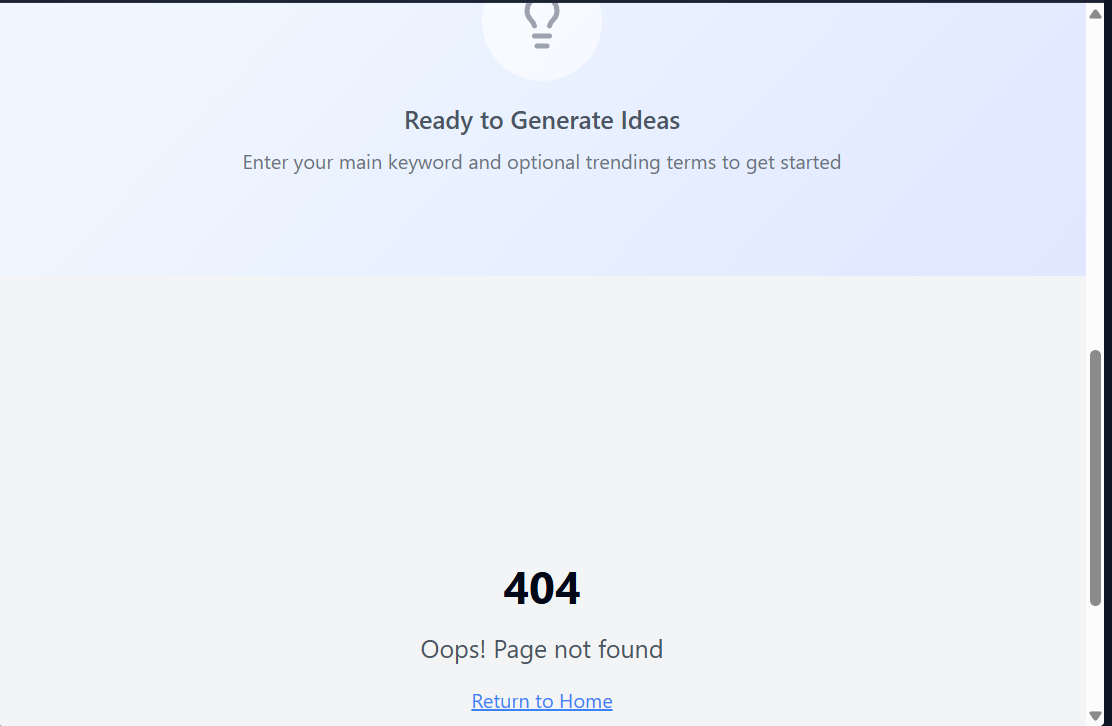 Ready to Generate Ideas
Enter your main keyword and optional trending terms to get started
404
Oops! Page not found
Return to Home